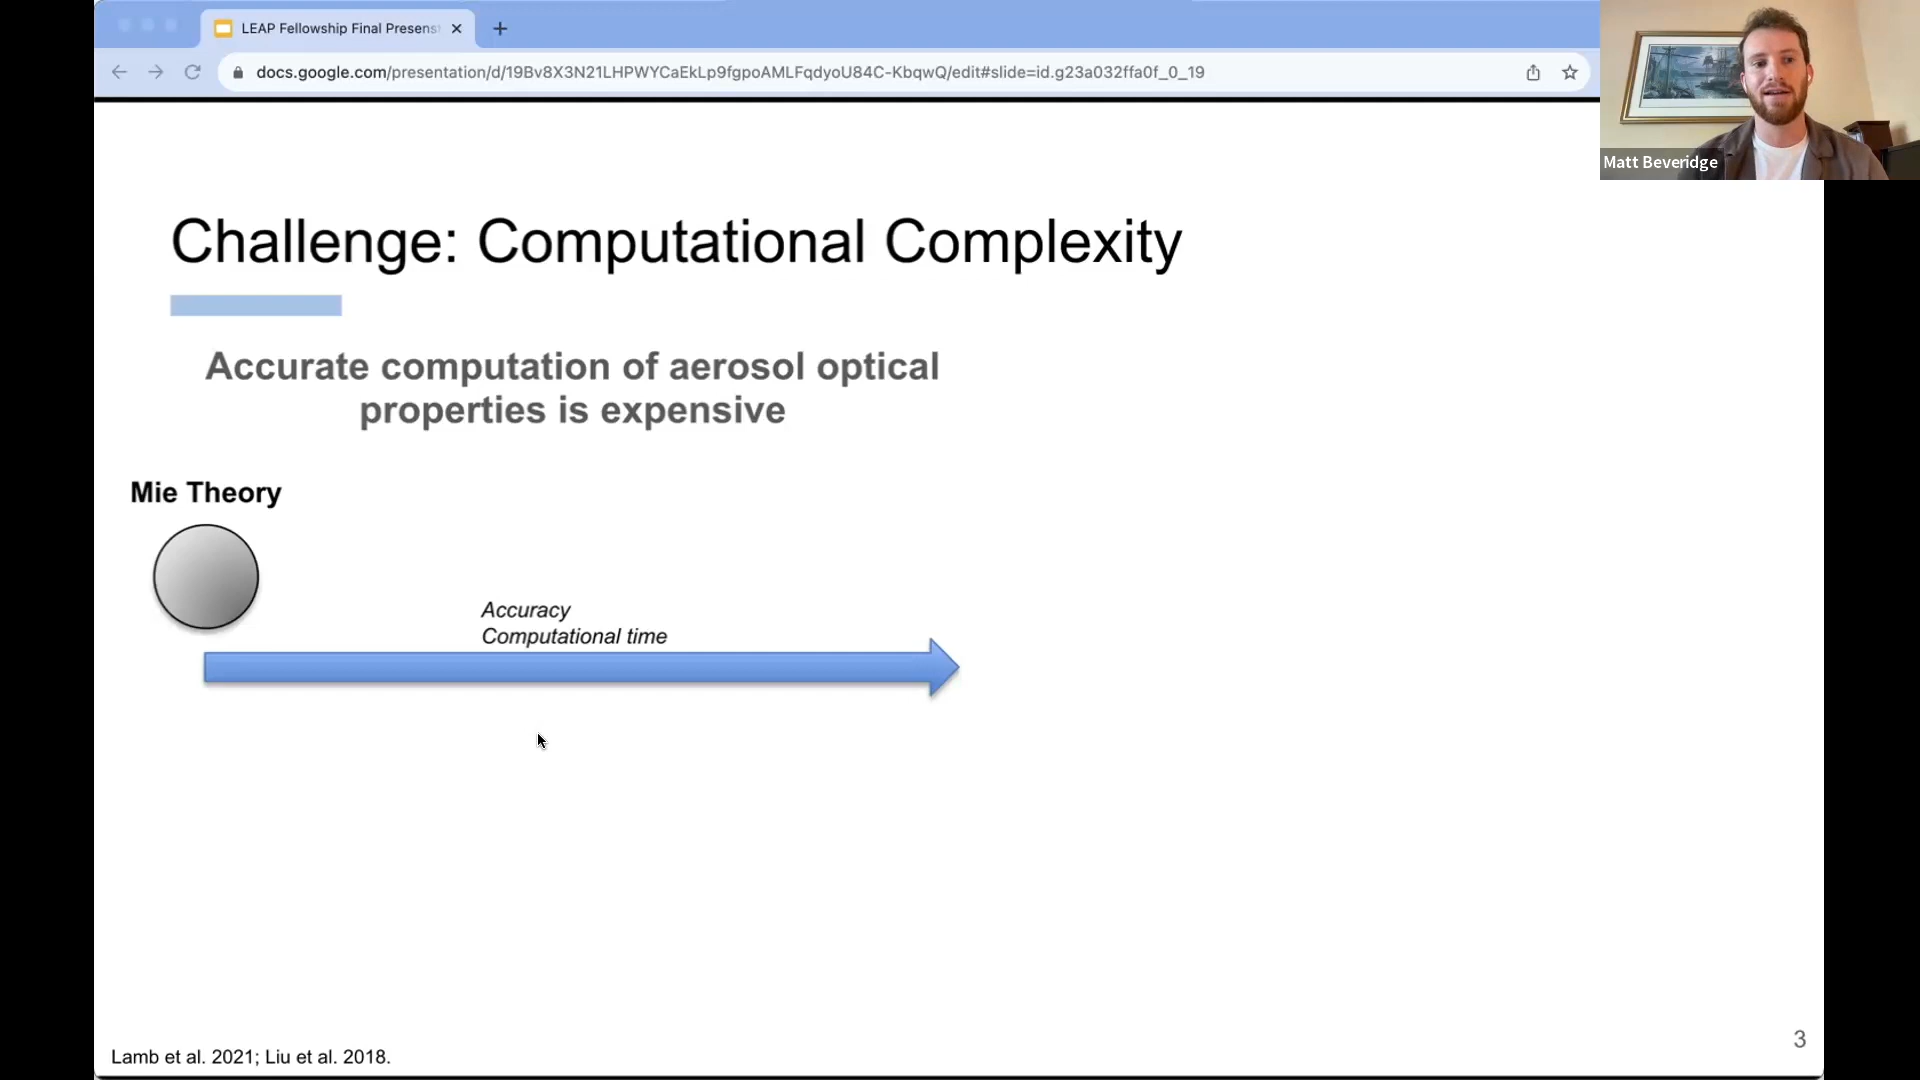 LEAP Fellowship Final Presenst
docs.google.com/presentation/d/19Bv8X3N21LHPWYCaEkLp9fgpoAMLFqdyoU84C-KbqwQ/edit#slide=id.g23a032ffa0f_0_19
Matt Beveridge
Challenge: Computational Complexity
Accurate computation of aerosol optical
properties is expensive
Mie Theory
Accuracy
Computational time
3
Lamb et al. 2021; Liu et al. 2018.